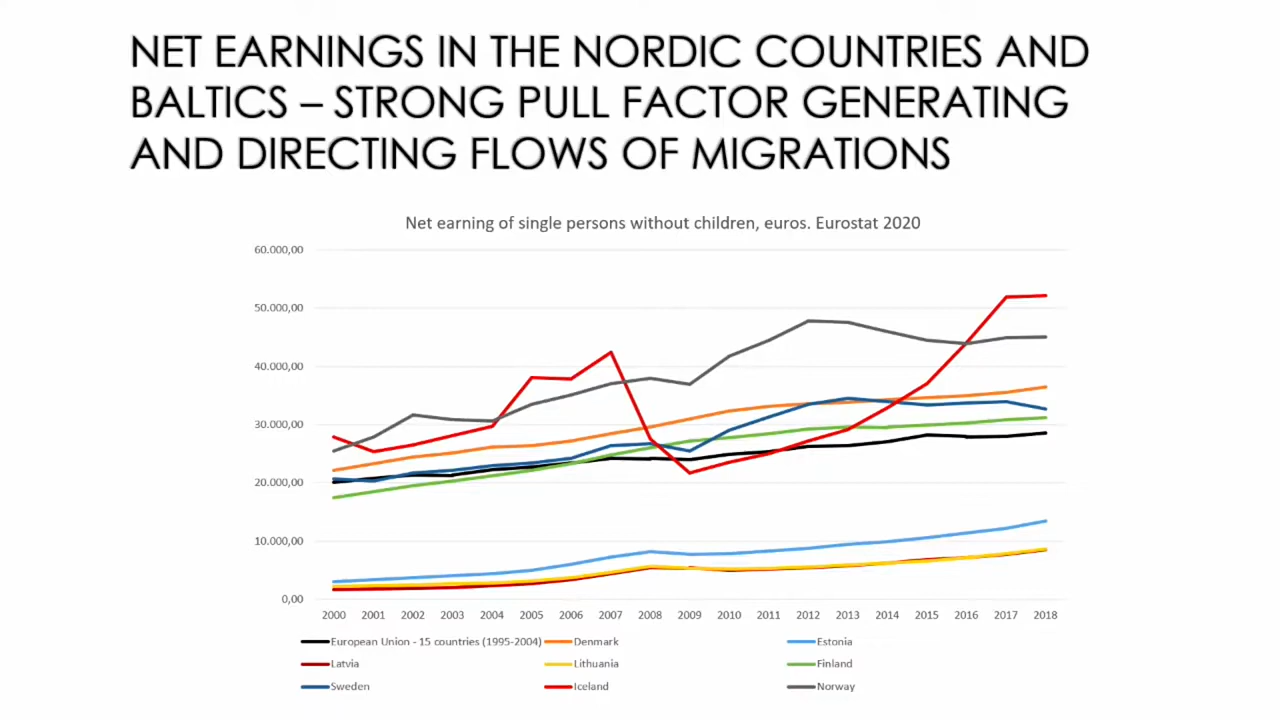 NET EARNINGS IN THE NORDIC COUNTRIES AND
BALTICS – STRONG PULL FACTOR GENERATING
AND DIRECTING FLOWS OF MIGRATIONS
Net earning of single persons without children, euros. Eurostat 2020
60.000,00
50.000,00
40.000,00
30.000,00
20.000,00
10.000,00
0,00
2000 2001 2002 2003 2004 2005 2006 2007 2008 2009 2010 2011 2012 2013 2014 2015 2016 2017 2018
European Union - 15 countries (1995-2004) Denmark Estonia
Latvia Lithuania Finland
Sweden Iceland Norway